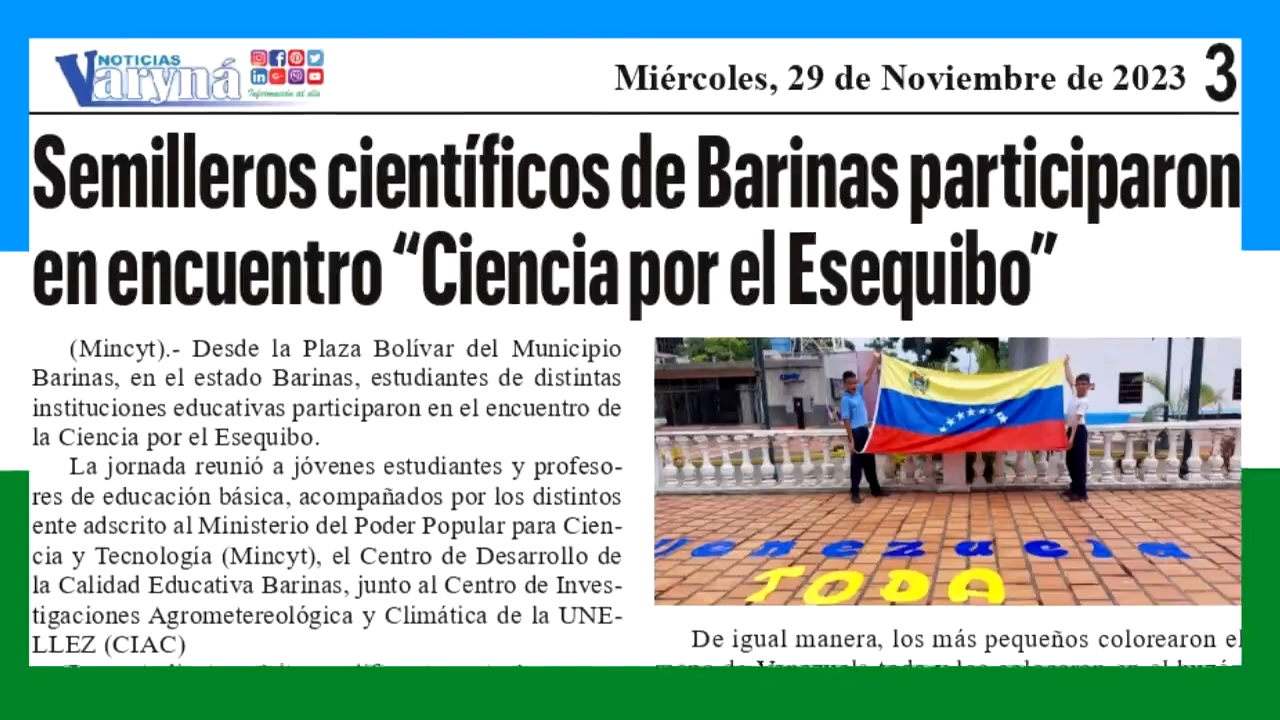 NOTICIAS
Varyná
Información al día
Miércoles, 29 de Noviembre de 2023 3
Semilleros científicos de Barinas participaron
en encuentro “Ciencia por el Esequibo”
(Mincyt).- Desde la Plaza Bolívar del Municipio
Barinas, en el estado Barinas, estudiantes de distintas
instituciones educativas participaron en el encuentro de
la Ciencia por el Esequibo.
La jornada reunió a jóvenes estudiantes y profeso-
res de educación básica, acompañados por los distintos
ente adscrito al Ministerio del Poder Popular para Cien-
cia y Tecnología (Mincyt), el Centro de Desarrollo de
la Calidad Educativa Barinas, junto al Centro de Inves-
tigaciones Agrometereológica y Climática de la UNE-
LLEZ (CIAC)
Venezuela
TODA
De igual manera, los más pequeños colorearon el